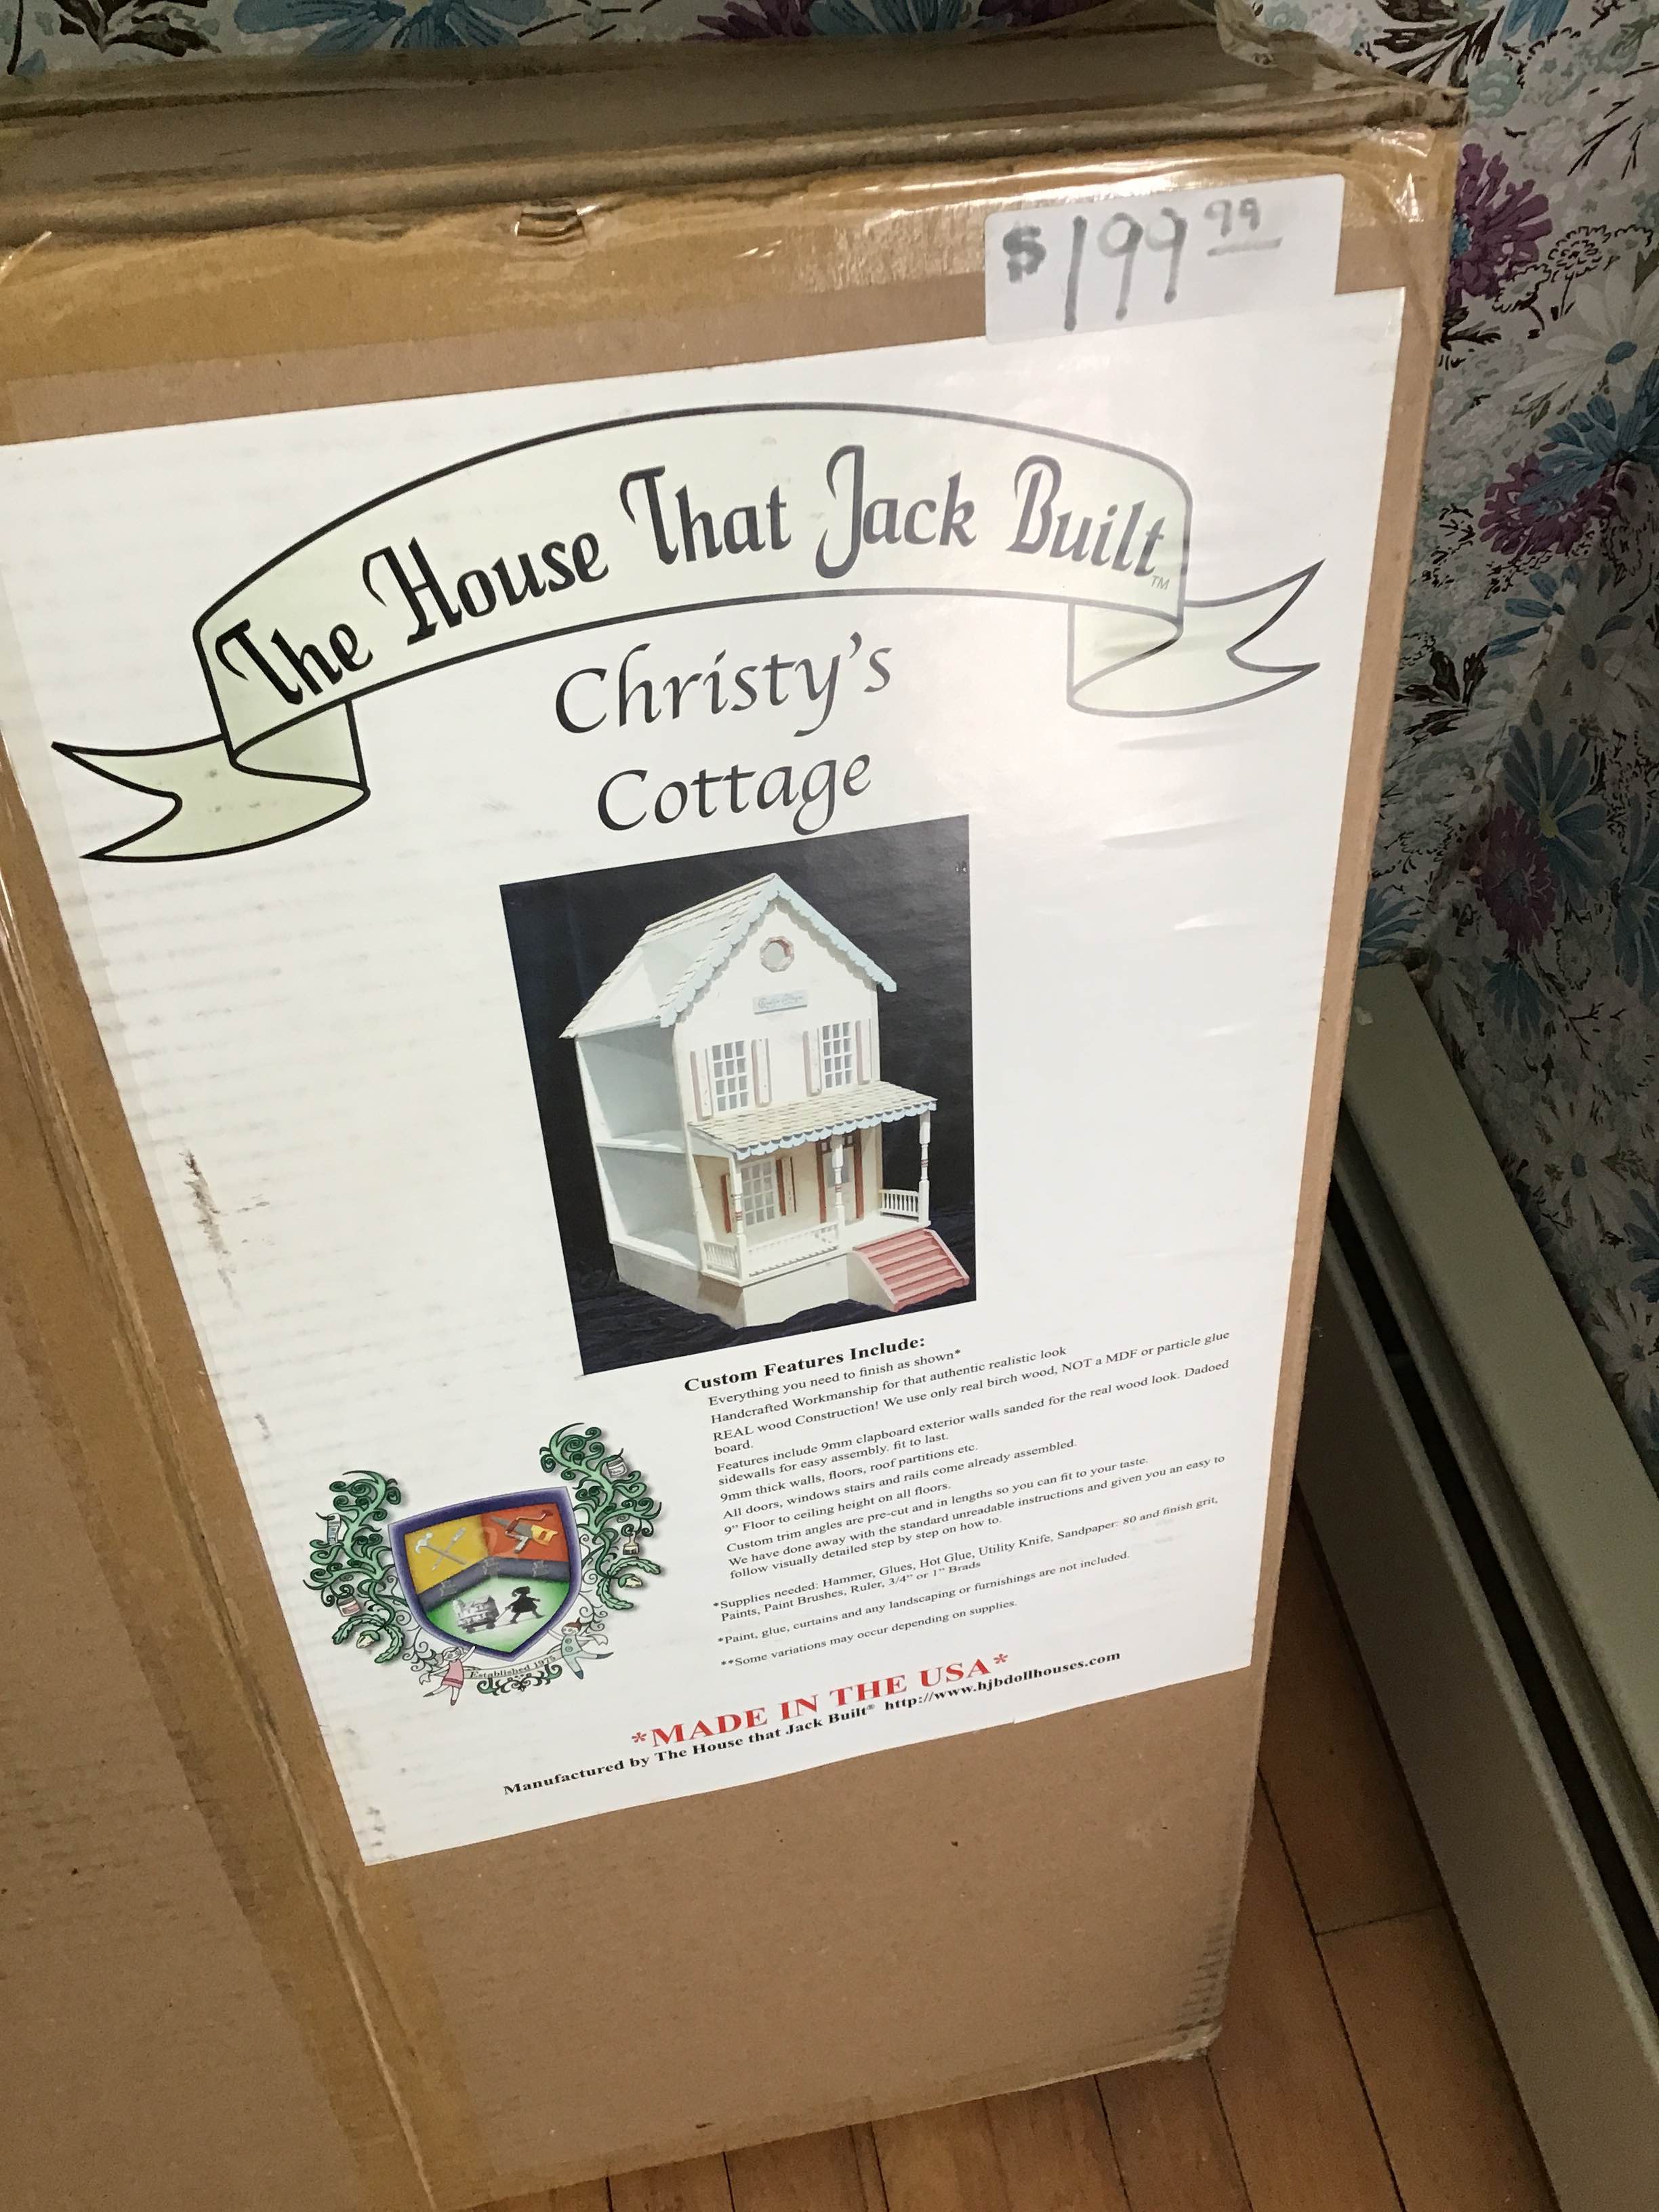 $199 99
The House That Jack Built
TM
Christy's
Cottage
Custom Features Include:
Everything you need to finish as shown*
Handcrafted Workmanship for that authentic realistic look
REAL wood Construction! We use only real birch wood, NOT a MDF or particle glue
board.
Features include 9mm clapboard exterior walls sanded for the real wood look. Dadoed
sidewalls for easy assembly. fit to last.
9mm thick walls, floors, roof partitions etc.
All doors, windows stairs and rails come already assembled.
9" Floor to ceiling height on all floors.
Custom trim angles are pre-cut and in lengths so you can fit to your taste.
We have done away with the standard unreadable instructions and given you an easy to
follow visually detailed step by step on how to.
*Supplies needed: Hammer, Glues, Hot Glue, Utility Knife, Sandpaper: 80 and finish grit,
Paints, Paint Brushes, Ruler, 3/4" or 1" Brads
*Paint, glue, curtains and any landscaping or furnishings are not included.
**Some variations may occur depending on supplies.
Established 1975
*MADE IN THE USA*
Manufactured by The House that Jack Built® http://www.hjbdollhouses.com